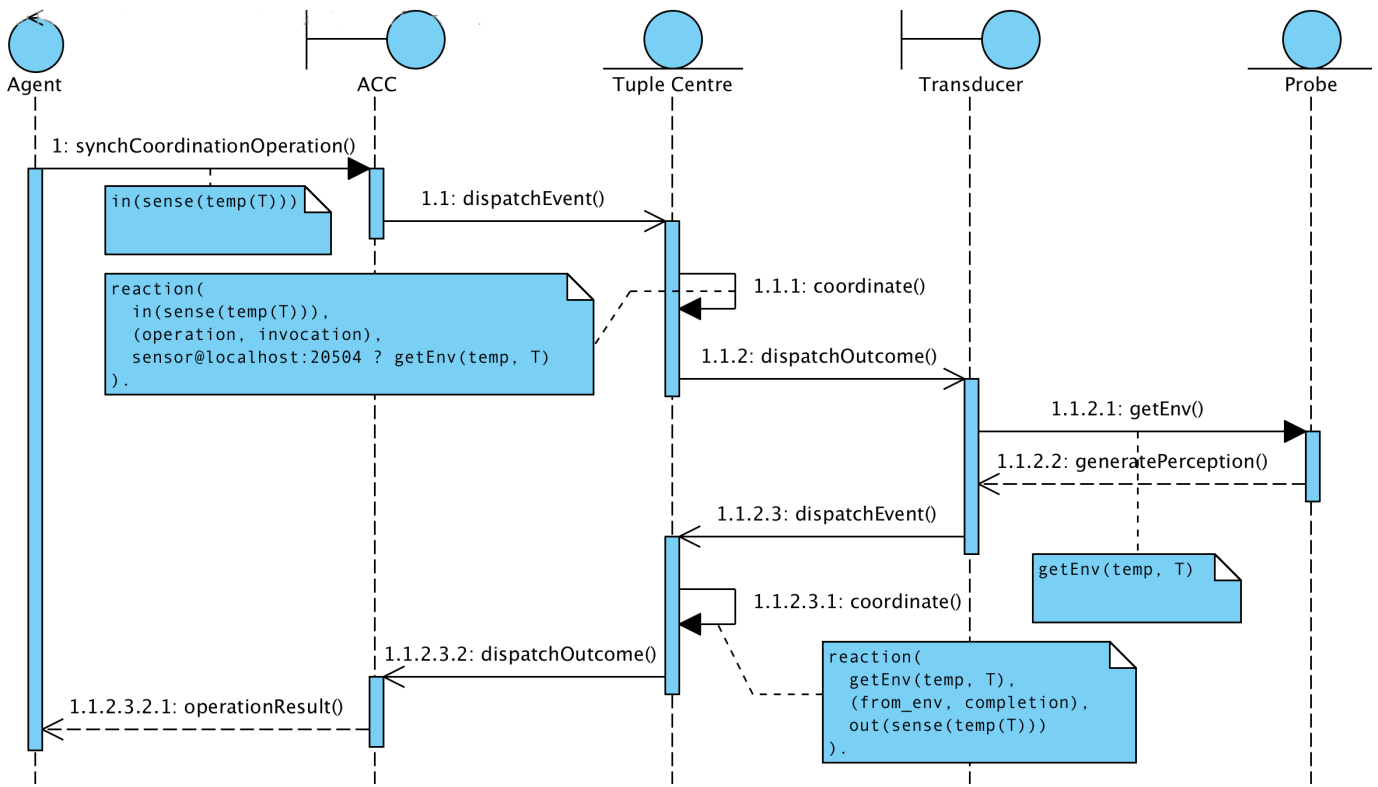 Agent
ACC
Tuple Centre
Transducer
Probe
1: synchCoordinationOperation()
in(sense(temp(T)))
1.1: dispatchEvent()
reaction(
in(sense(temp(T))),
(operation, invocation),
sensor@localhost:20504 ? getEnv(temp, T)
).
1.1.1: coordinate()
1.1.2: dispatchOutcome()
1.1.2.1: getEnv()
1.1.2.2: generatePerception()
1.1.2.3: dispatchEvent()
getEnv(temp, T)
1.1.2.3.1: coordinate()
reaction(
getEnv(temp, T),
(from_env, completion),
out(sense(temp(T)))
).
1.1.2.3.2: dispatchOutcome()
1.1.2.3.2.1: operationResult()